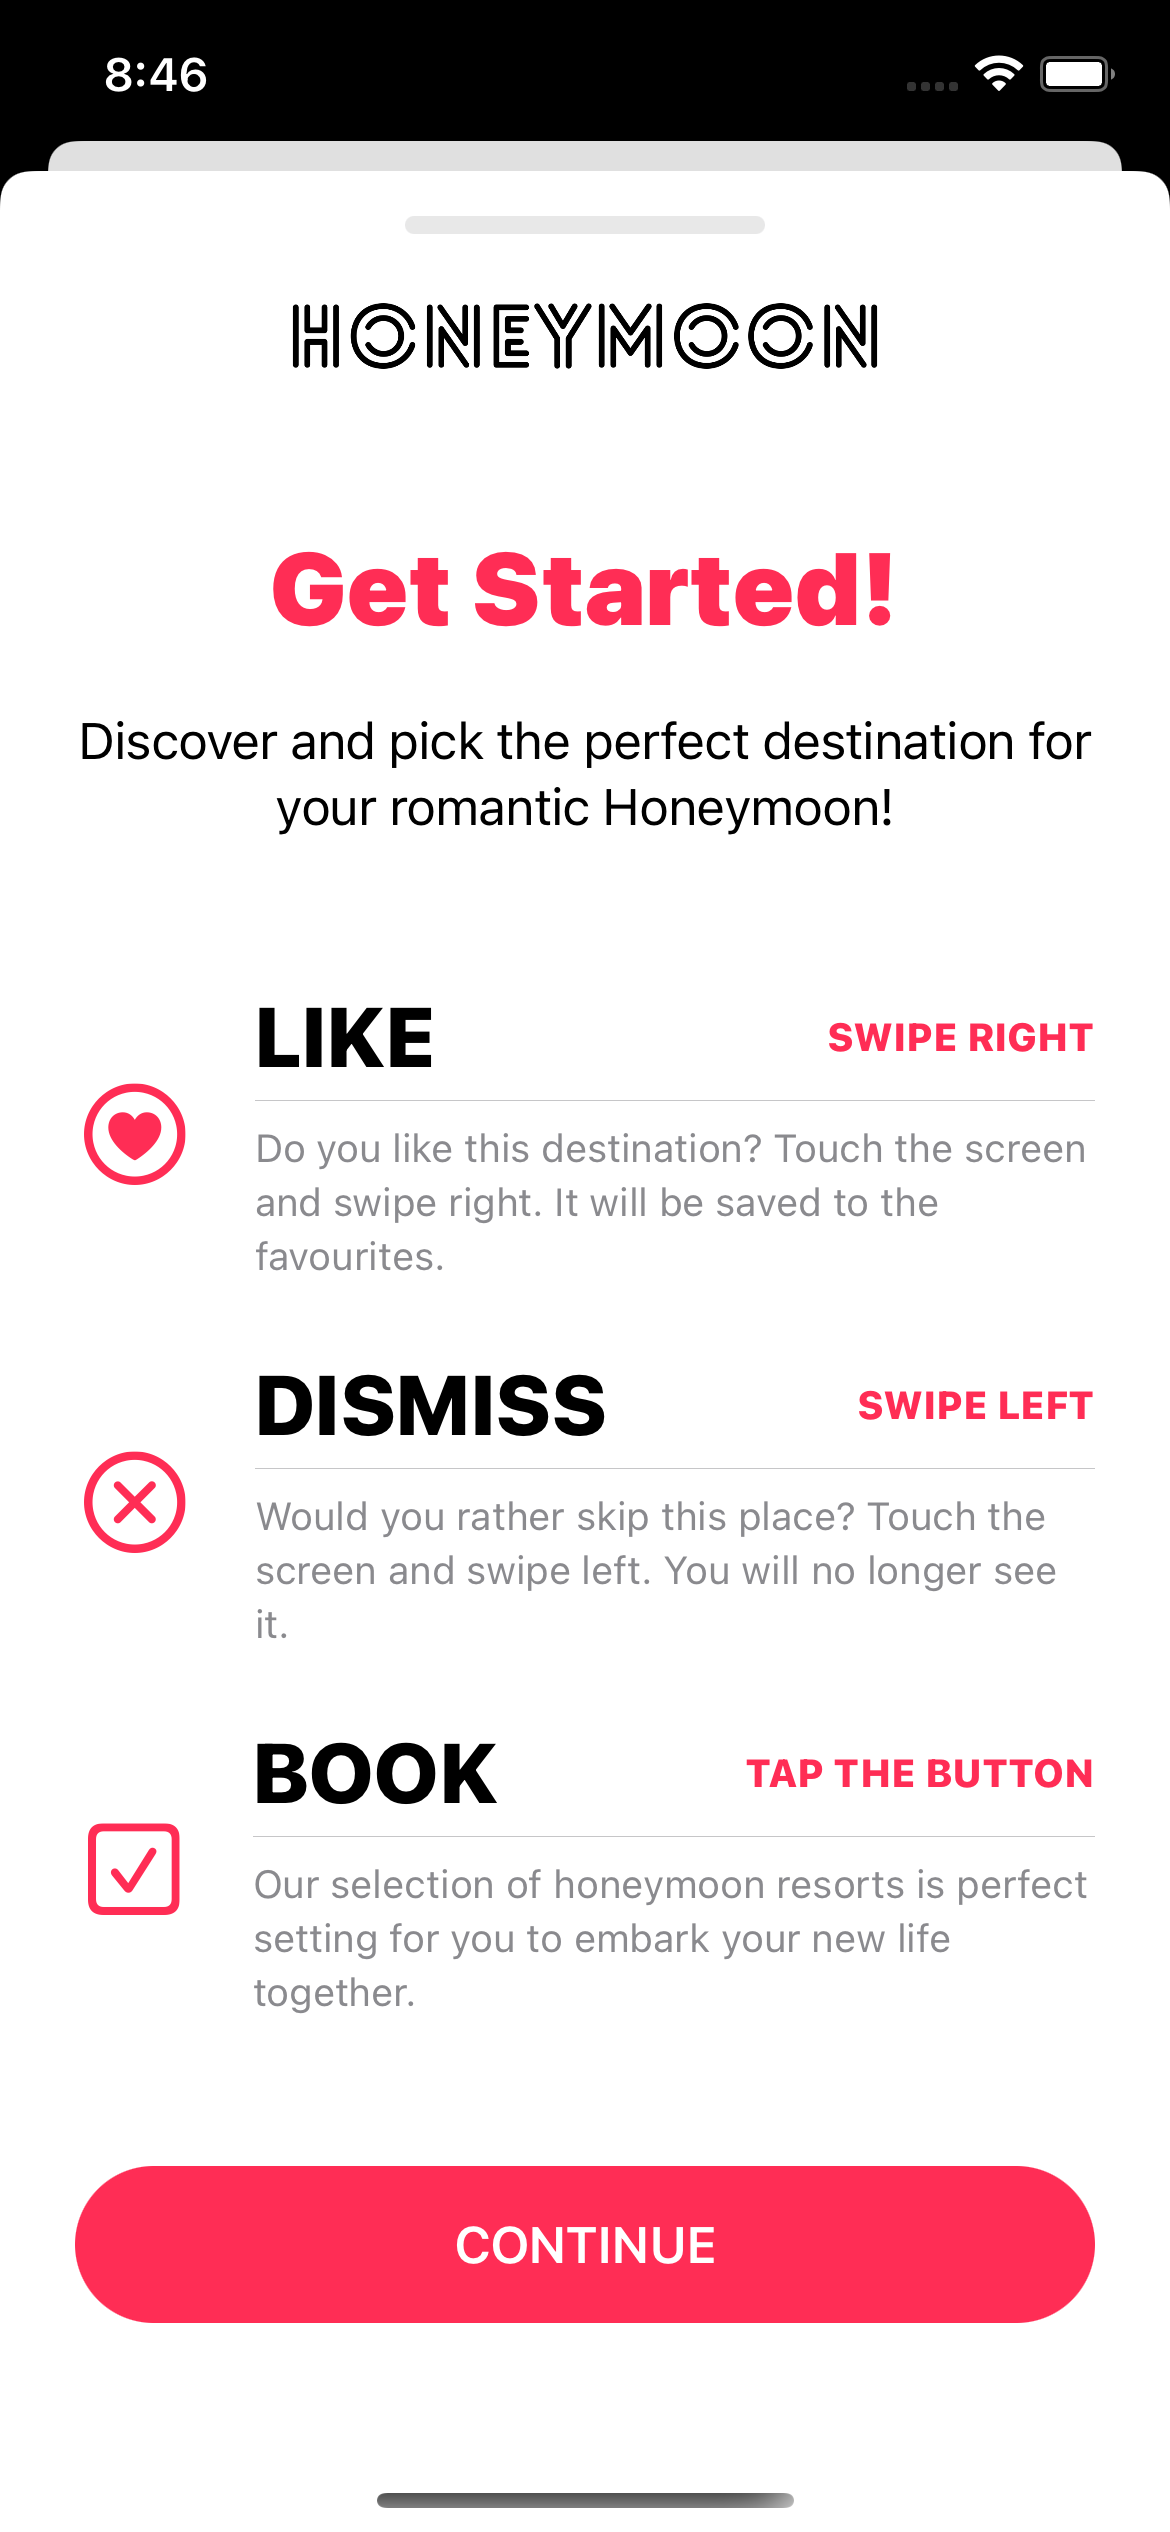 8:46
HONEYMOON
Get Started!
Discover and pick the perfect destination for
your romantic Honeymoon!
LIKE
SWIPE RIGHT
Do you like this destination? Touch the screen
and swipe right. It will be saved to the
favourites.
DISMISS
SWIPE LEFT
Would you rather skip this place? Touch the
screen and swipe left. You will no longer see
it.
BOOK
TAP THE BUTTON
Our selection of honeymoon resorts is perfect
setting for you to embark your new life
together.
CONTINUE